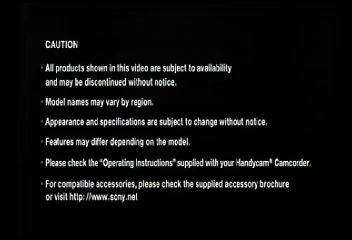 CAUTION
· All products shown in this video are subject to availability
and may be discontinued without notice.
· Model names may vary by region.
· Appearance and specifications are subject to change without notice.
· Features may differ depending on the model.
· Please check the "Operating Instructions" supplied with your Handycam® Camcorder.
· For compatible accessories, please check the supplied accessory brochure
or visit http://www.scny.net